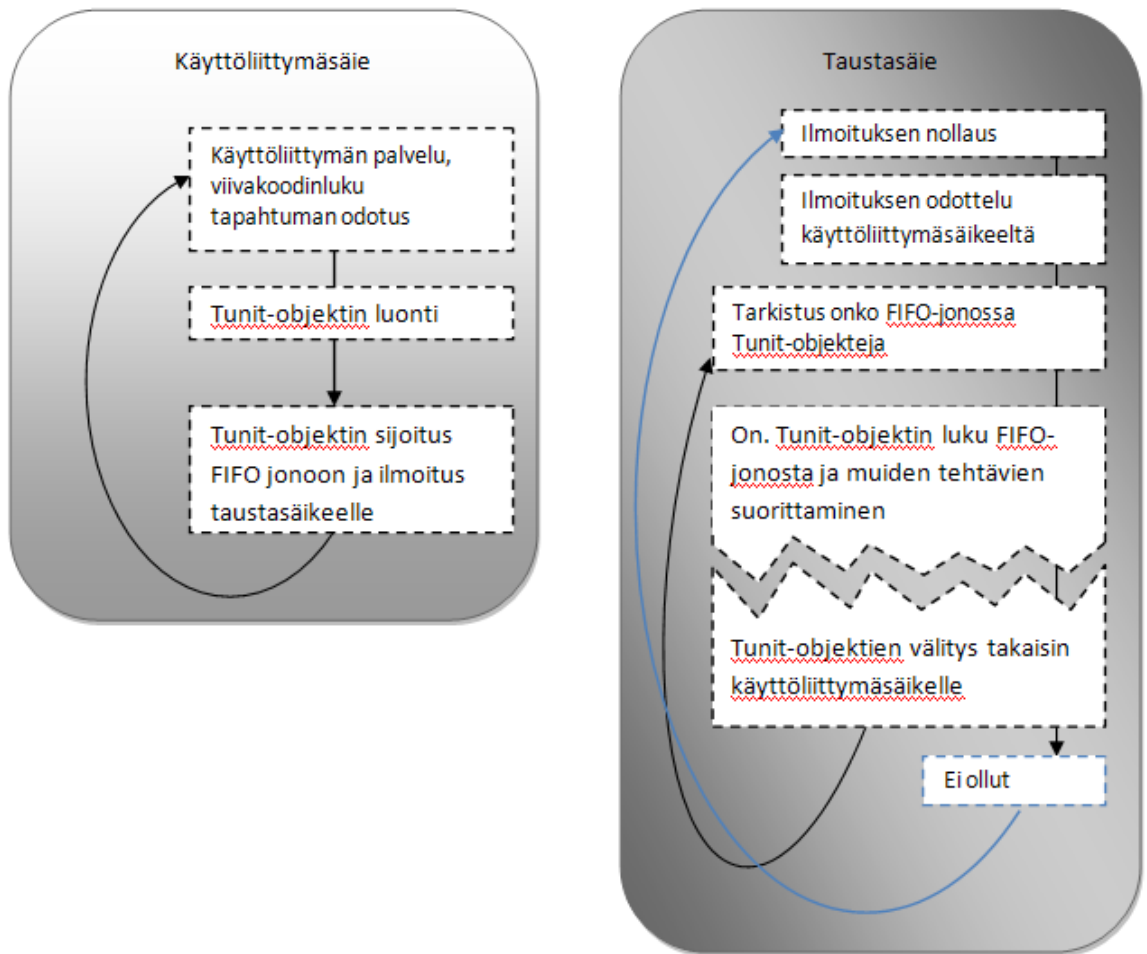 Käyttöliittymäsäie
Käyttöliittymän palvelu,
viivakoodinluku
tapahtuman odotus
Tunit-objektin luonti
Tunit-objektin sijoitus
FIFO jonoon ja ilmoitus
taustasäikeelle
Taustasäie
Ilmoituksen nollaus
Ilmoituksen odottelu
käyttöliittymäsäikeeltä
Tarkistus onko FIFO-jonossa
Tunit-objekteja
On. Tunit-objektin luku FIFO-
jonosta ja muiden tehtävien
suorittaminen
Tunit-objektien välitys takaisin
käyttöliittymäsäikelle
Ei ollut